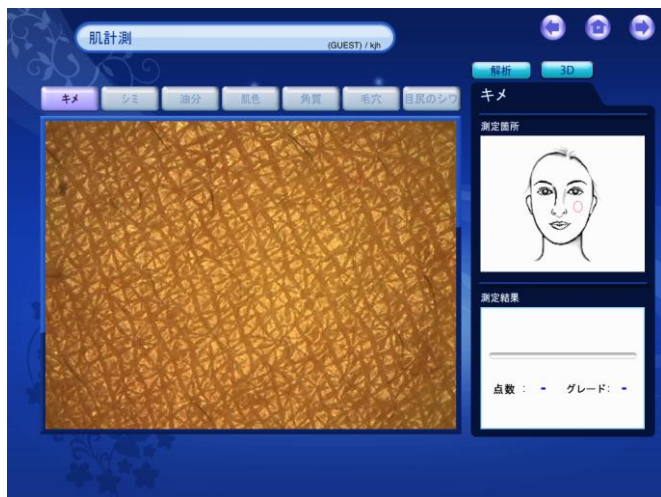 肌計測
(GUEST) / kjh
解析 3D
キメ シミ 油分 肌色 角質 毛穴 目尻のシワ
キメ
測定箇所
測定結果
点数 : - グレード: -